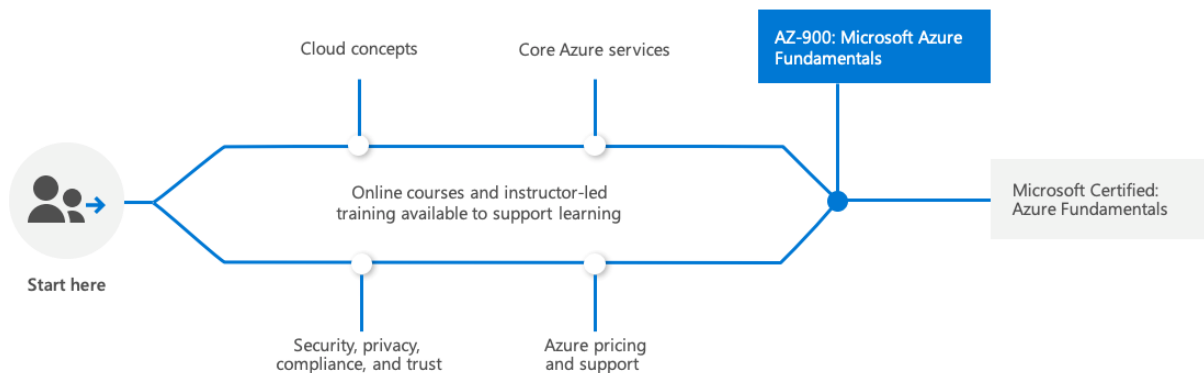 Cloud concepts
Core Azure services
AZ-900: Microsoft Azure
Fundamentals
Online courses and instructor-led
training available to support learning
Microsoft Certified:
Azure Fundamentals
Start here
Security, privacy,
compliance, and trust
Azure pricing
and support